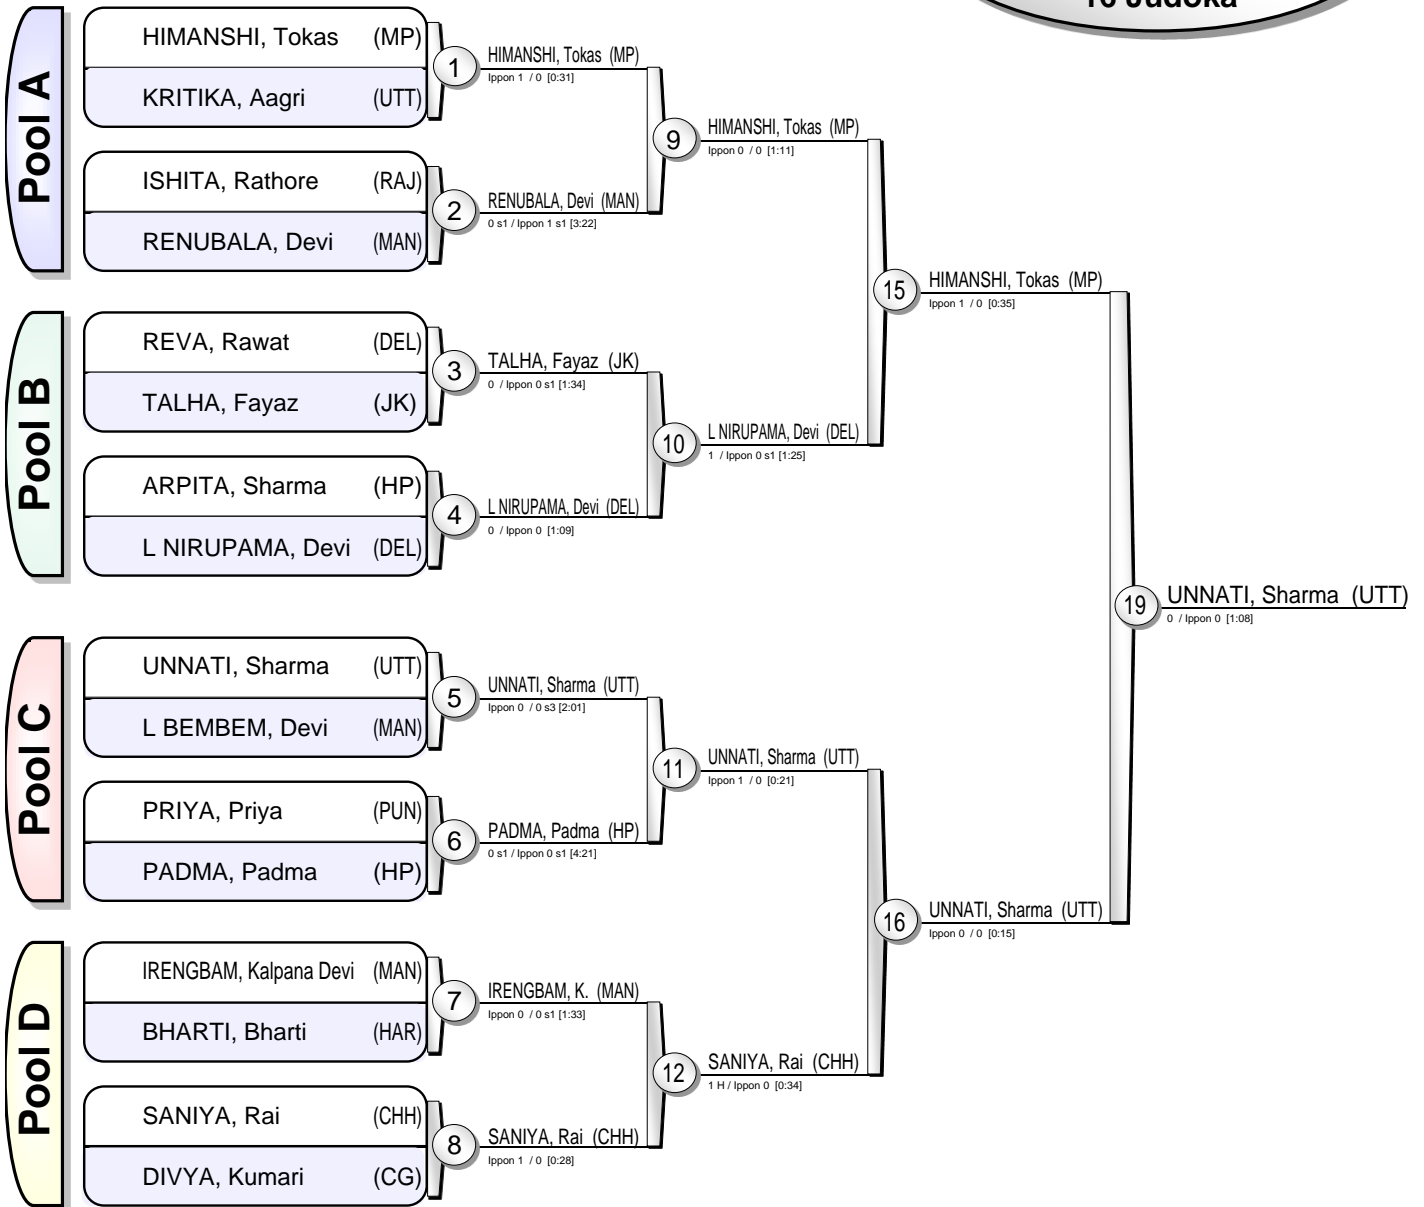 16 Judoka
Pool A
HIMANSHI, Tokas (MP)
KRITIKA, Aagri (UTT)
ISHITA, Rathore (RAJ)
RENUBALA, Devi (MAN)
1
HIMANSHI, Tokas (MP)
Ippon 1 / 0 [0:31]
2
RENUBALA, Devi (MAN)
0 s1 / Ippon 1 s1 [3:22]
9
HIMANSHI, Tokas (MP)
Ippon 0 / 0 [1:11]
Pool B
REVA, Rawat (DEL)
TALHA, Fayaz (JK)
ARPITA, Sharma (HP)
L NIRUPAMA, Devi (DEL)
3
TALHA, Fayaz (JK)
0 / Ippon 0 s1 [1:34]
4
L NIRUPAMA, Devi (DEL)
0 / Ippon 0 [1:09]
10
L NIRUPAMA, Devi (DEL)
1 / Ippon 0 s1 [1:25]
15
HIMANSHI, Tokas (MP)
Ippon 1 / 0 [0:35]
Pool C
UNNATI, Sharma (UTT)
L BEMBEM, Devi (MAN)
PRIYA, Priya (PUN)
PADMA, Padma (HP)
5
UNNATI, Sharma (UTT)
Ippon 0 / 0 s3 [2:01]
6
PADMA, Padma (HP)
0 s1 / Ippon 0 s1 [4:21]
11
UNNATI, Sharma (UTT)
Ippon 1 / 0 [0:21]
Pool D
IRENGBAM, Kalpana Devi (MAN)
BHARTI, Bharti (HAR)
SANIYA, Rai (CHH)
DIVYA, Kumari (CG)
7
IRENGBAM, K. (MAN)
Ippon 0 / 0 s1 [1:33]
8
SANIYA, Rai (CHH)
Ippon 1 / 0 [0:28]
12
SANIYA, Rai (CHH)
1 H / Ippon 0 [0:34]
16
UNNATI, Sharma (UTT)
Ippon 0 / 0 [0:15]
19
UNNATI, Sharma (UTT)
0 / Ippon 0 [1:08]